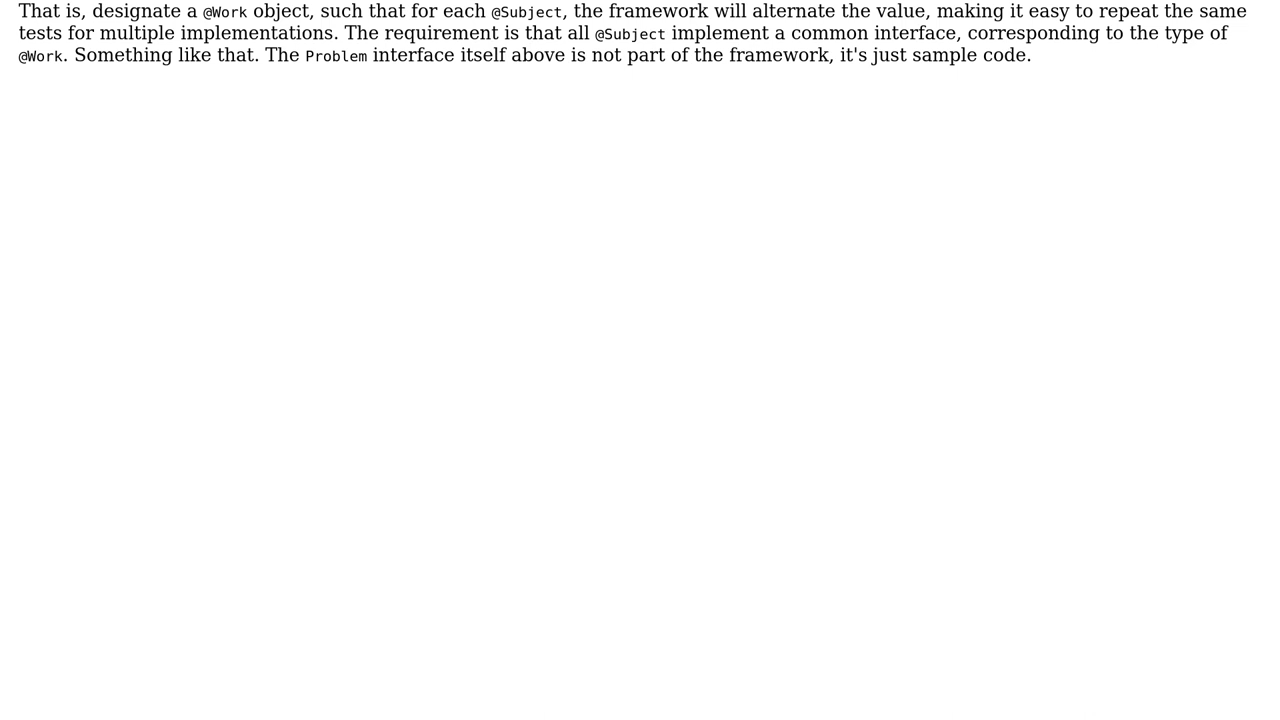 That is, designate a @Work object, such that for each @Subject, the framework will alternate the value, making it easy to repeat the same
tests for multiple implementations. The requirement is that all @Subject implement a common interface, corresponding to the type of
@Work. Something like that. The Problem interface itself above is not part of the framework, it's just sample code.